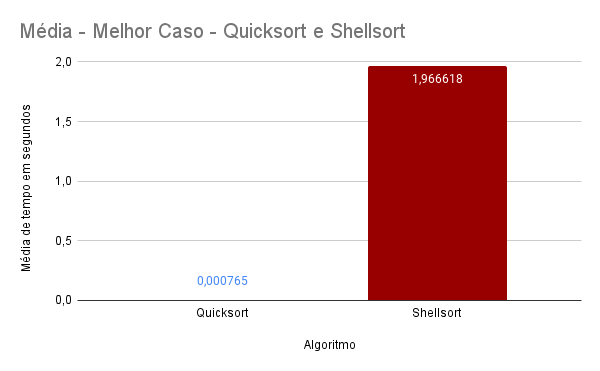 Média - Melhor Caso - Quicksort e Shellsort
Média de tempo em segundos
2,0
1,5
1,0
0,5
0,0
0,000765
1,966618
Quicksort
Shellsort
Algoritmo